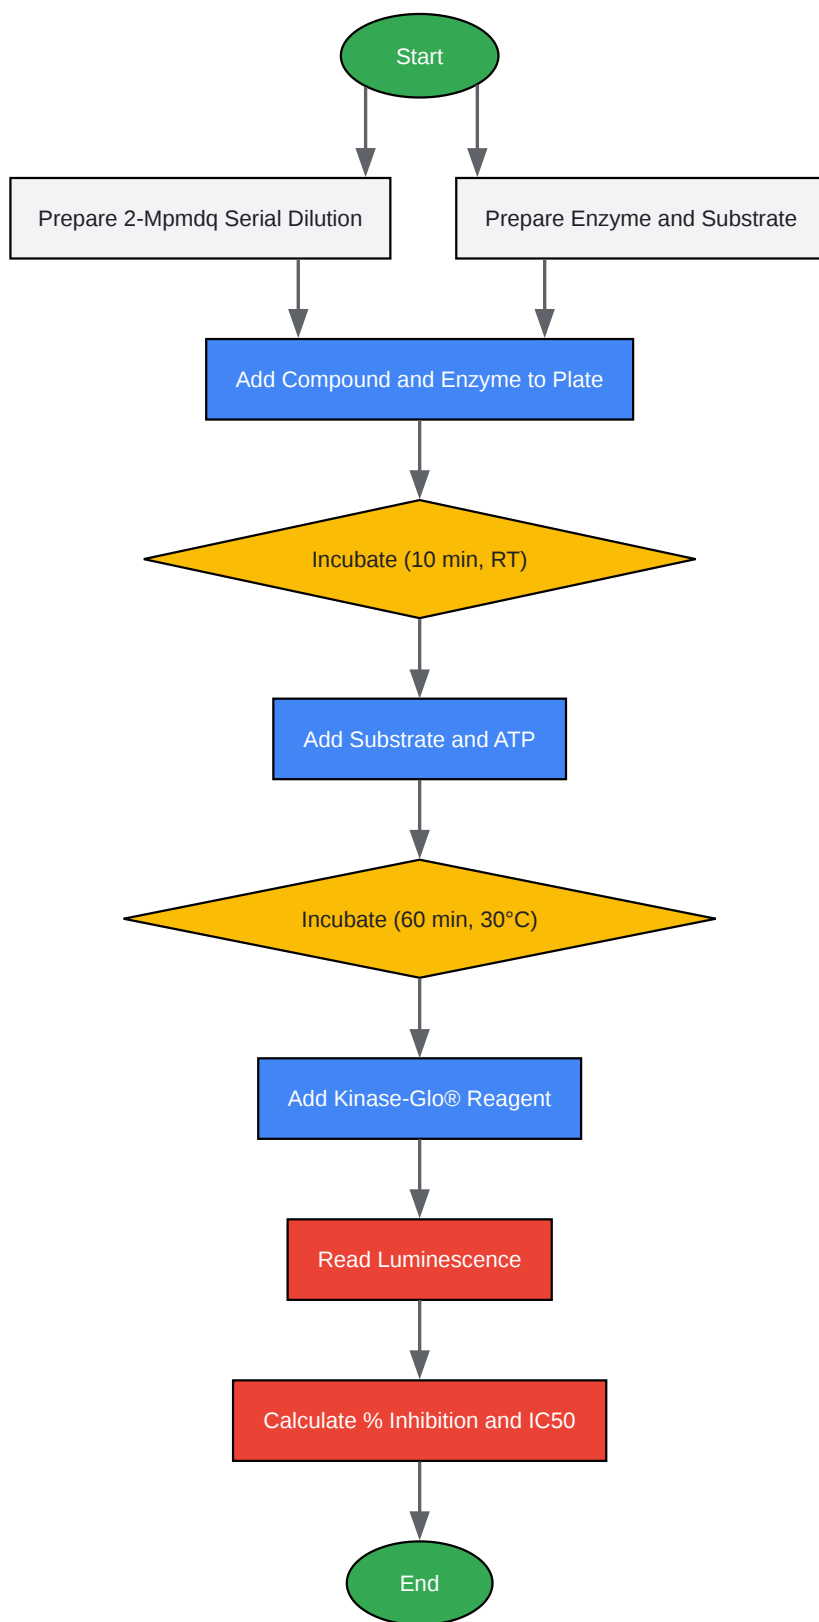 Start
Prepare 2-Mpmdq Serial Dilution
Prepare Enzyme and Substrate
Add Compound and Enzyme to Plate
Incubate (10 min, RT)
Add Substrate and ATP
Incubate (60 min, 30°C)
Add Kinase-Glo® Reagent
Read Luminescence
Calculate % Inhibition and IC50
End